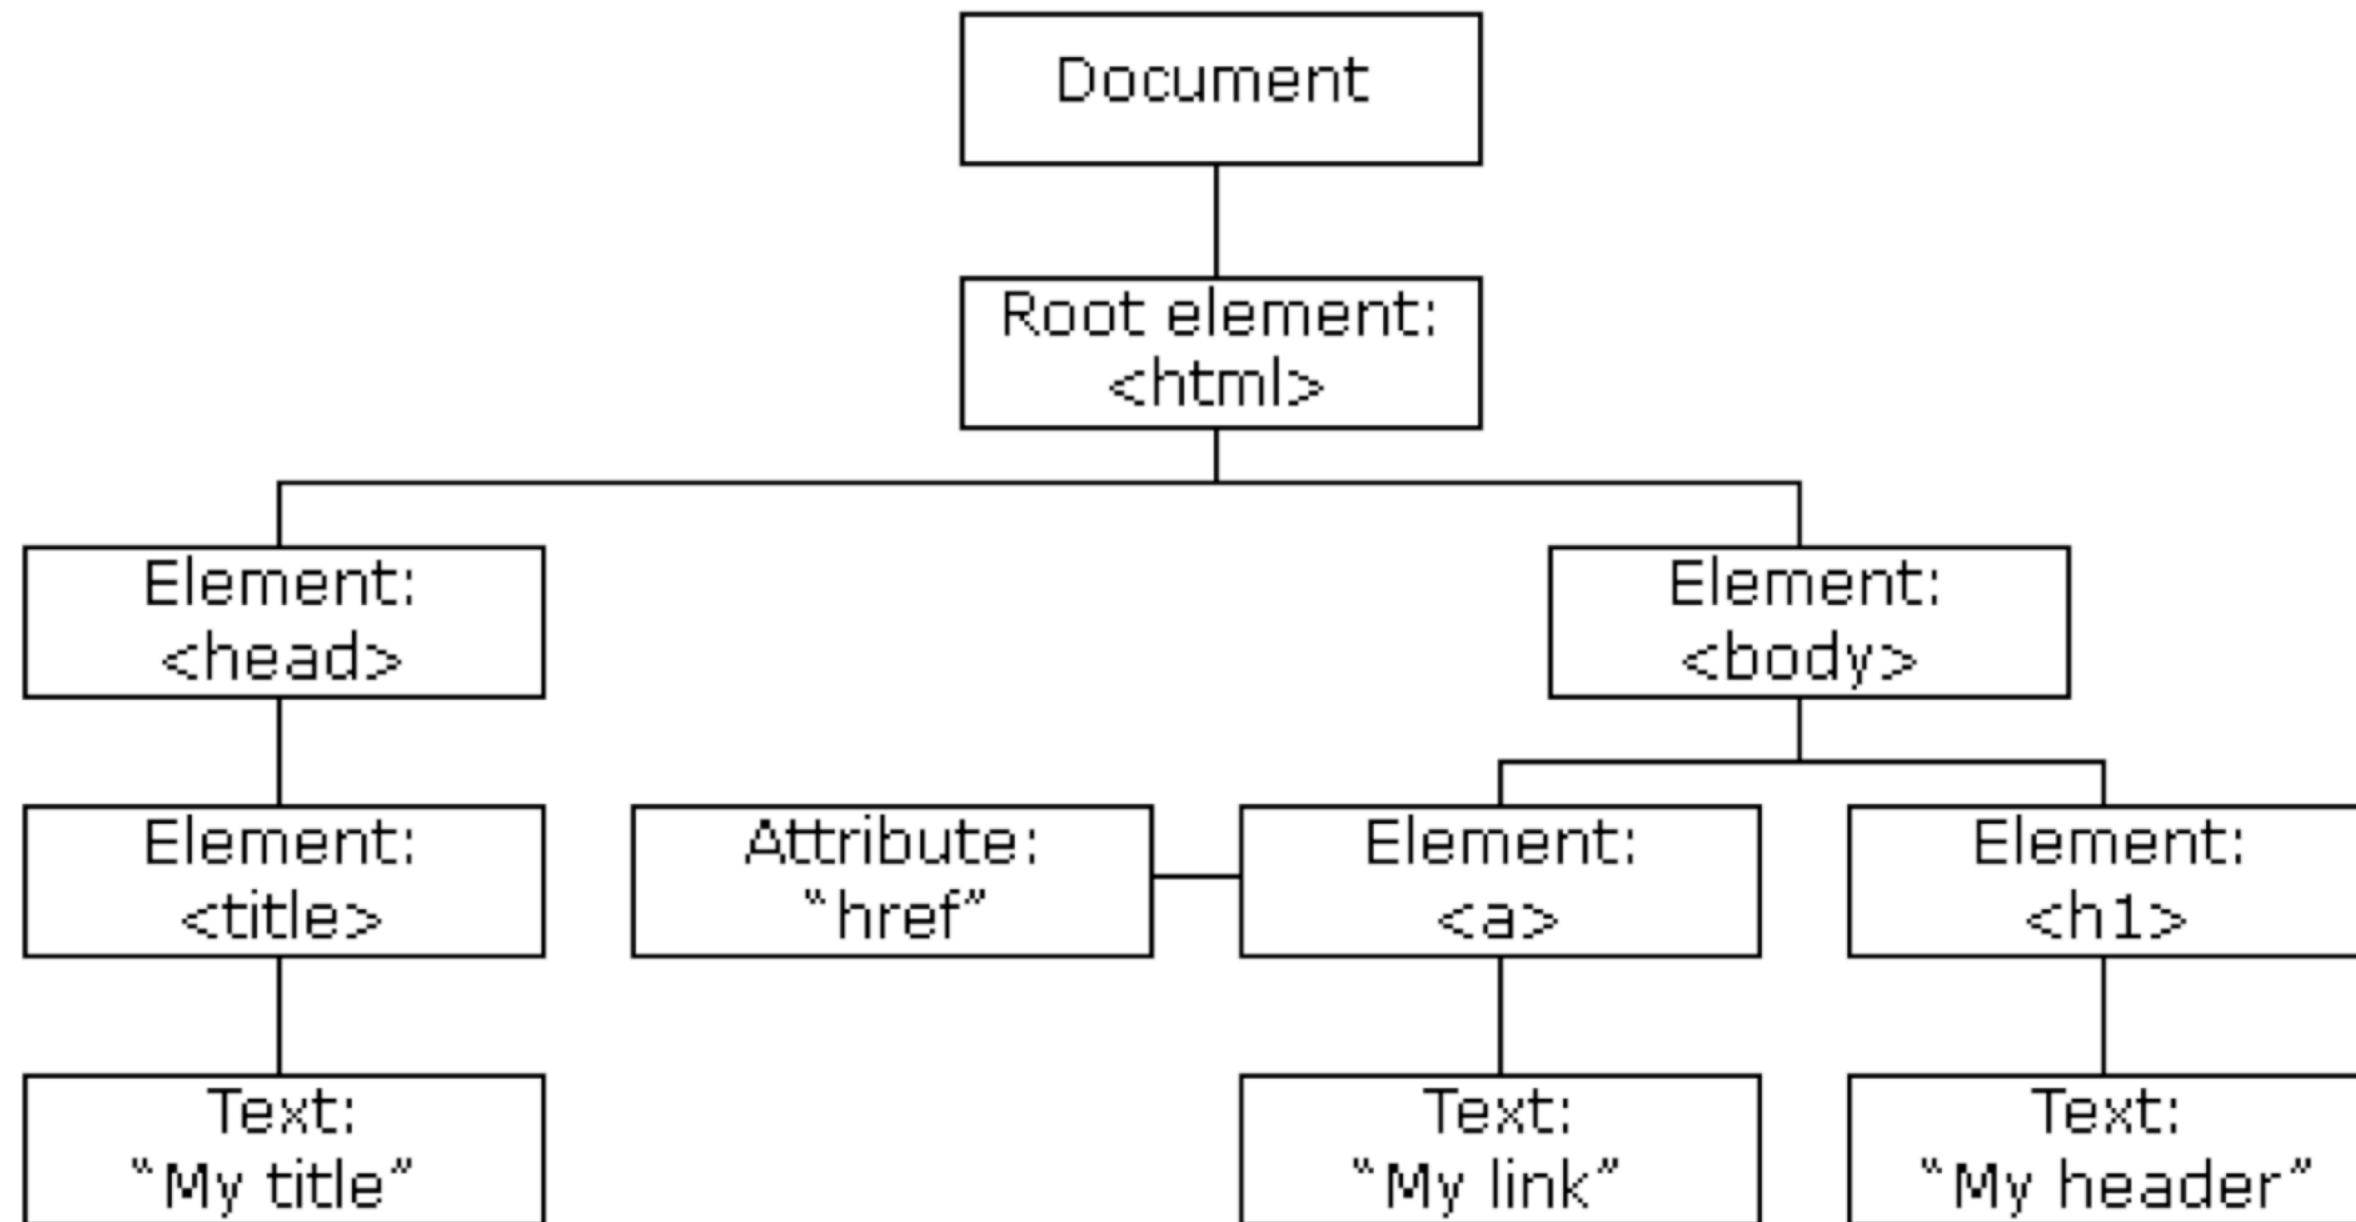 Document
Root element:
<html>
Element:
<head>
Element:
<body>
Element:
<title>
Attribute:
“href”
Element:
<a>
Element:
<h1>
Text:
“My title”
Text:
“My link”
Text:
“My header”